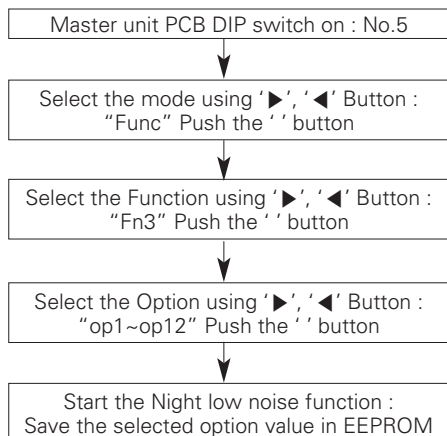 Master unit PCB DIP switch on : No.5
Select the mode using ‘▶’, ‘◀’ Button :
“Func” Push the ‘ ’ button
Select the Function using ‘▶’, ‘◀’ Button :
“Fn3” Push the ‘ ’ button
Select the Option using ‘▶’, ‘◀’ Button :
“op1~op12” Push the ‘ ’ button
Start the Night low noise function :
Save the selected option value in EEPROM